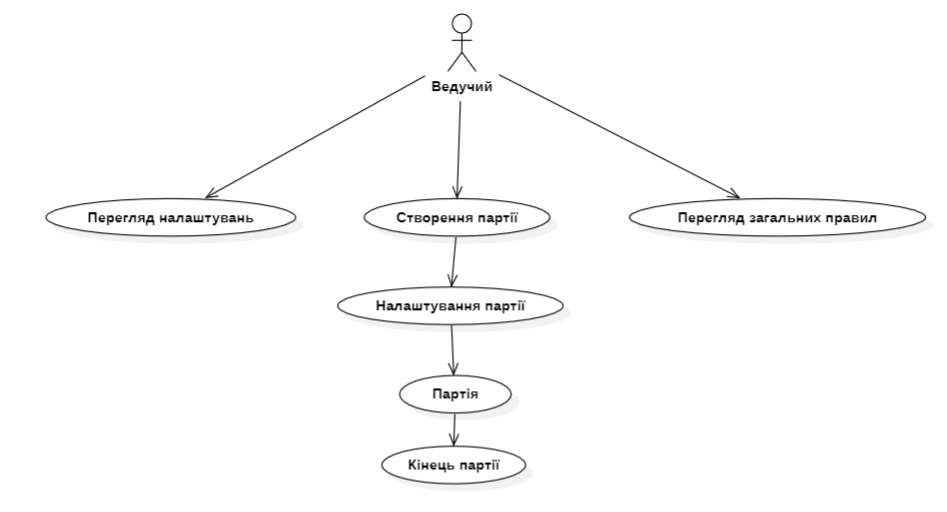 Ведучий
Перегляд налаштувань
Створення партії
Перегляд загальних правил
Налаштування партії
Партія
Кінець партії